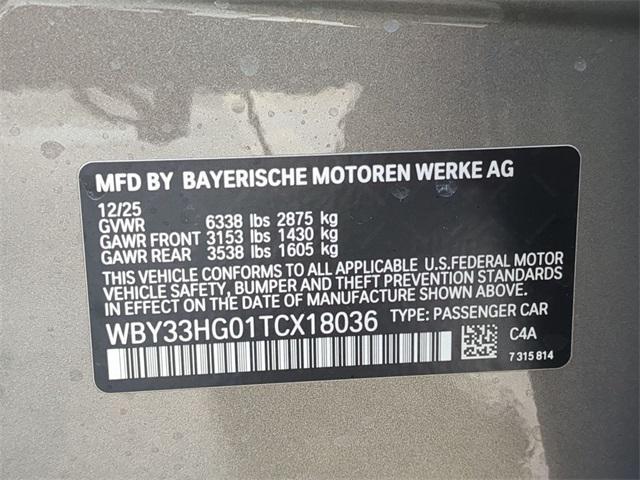 MFD BY BAYERISCHE MOTOREN WERKE AG
12/25
GVWR 6338 lbs 2875 kg
GAWR FRONT 3153 lbs 1430 kg
GAWR REAR 3538 lbs 1605 kg
THIS VEHICLE CONFORMS TO ALL APPLICABLE U.S.FEDERAL MOTOR
VEHICLE SAFETY, BUMPER AND THEFT PREVENTION STANDARDS
IN EFFECT ON THE DATE OF MANUFACTURE SHOWN ABOVE.
WBY33HG01TCX18036 TYPE: PASSENGER CAR
C4A
7 315 814